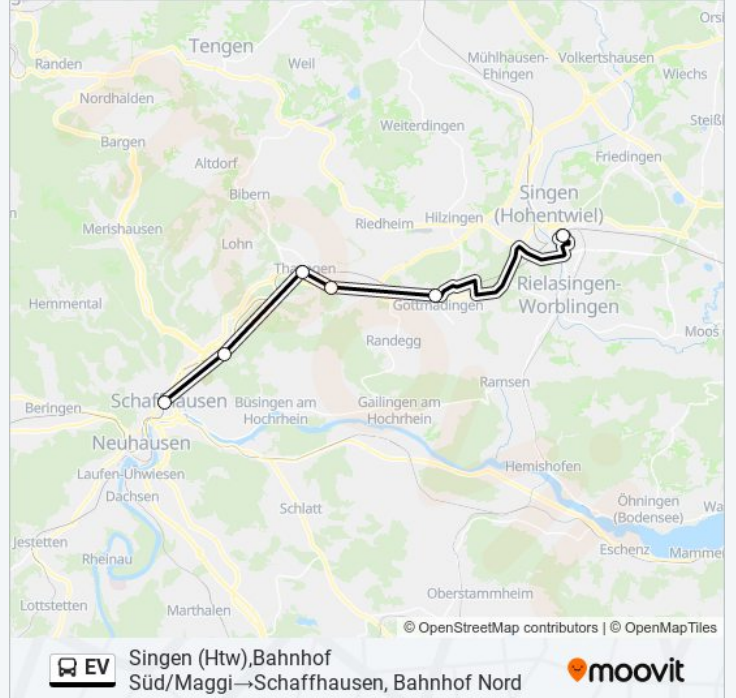 Orsi
Tengen
Randen
Weil
Mühlhausen-
Ehingen
Volkertshausen
Wiechs
Nordhalden
Steißl
Weiterdingen
Bargen
Friedingen
Altdorf
Singen
(Hohentwiel)
Bibern
Riedheim
Hilzingen
Merishausen
Lohn
Thayngen
Rielasingen-
Worblingen
Hemmental
Gottmadingen
Moos
Randegg
Ramsen
Schaffhausen
Büsingen am
Hochrhein
Gailingen am
Hochrhein
Beringen
Neuhausen
Laufen-Uhwiesen
Hemishofen
Dachsen
Öhningen
(Bodensee)
Wa
Schlatt
Jestetten
Eschenz
Mammer
Rheinau
Oberstammheim
Lottstetten
Marthalen
© OpenStreetMap contributors | © OpenMapTiles
EV
Singen (Htw),Bahnhof
Süd/Maggi→Schaffhausen, Bahnhof Nord
moovit